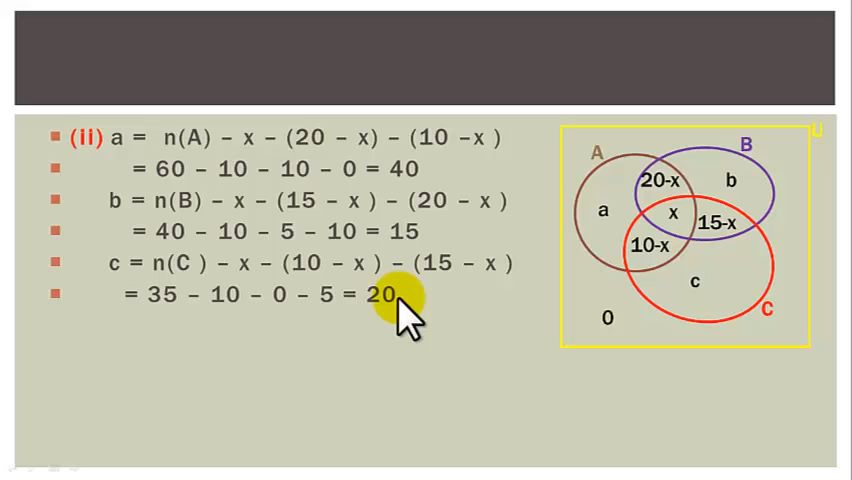 (ii) a = n(A) – x – (20 – x) – (10 –x )
= 60 – 10 – 10 – 0 = 40
b = n(B) – x – (15 – x ) – (20 – x )
= 40 – 10 – 5 – 10 = 15
c = n(C ) – x – (10 – x ) – (15 – x )
= 35 – 10 – 0 – 5 = 20
U
A
B
20-x
b
a
x
15-x
10-x
c
C
0